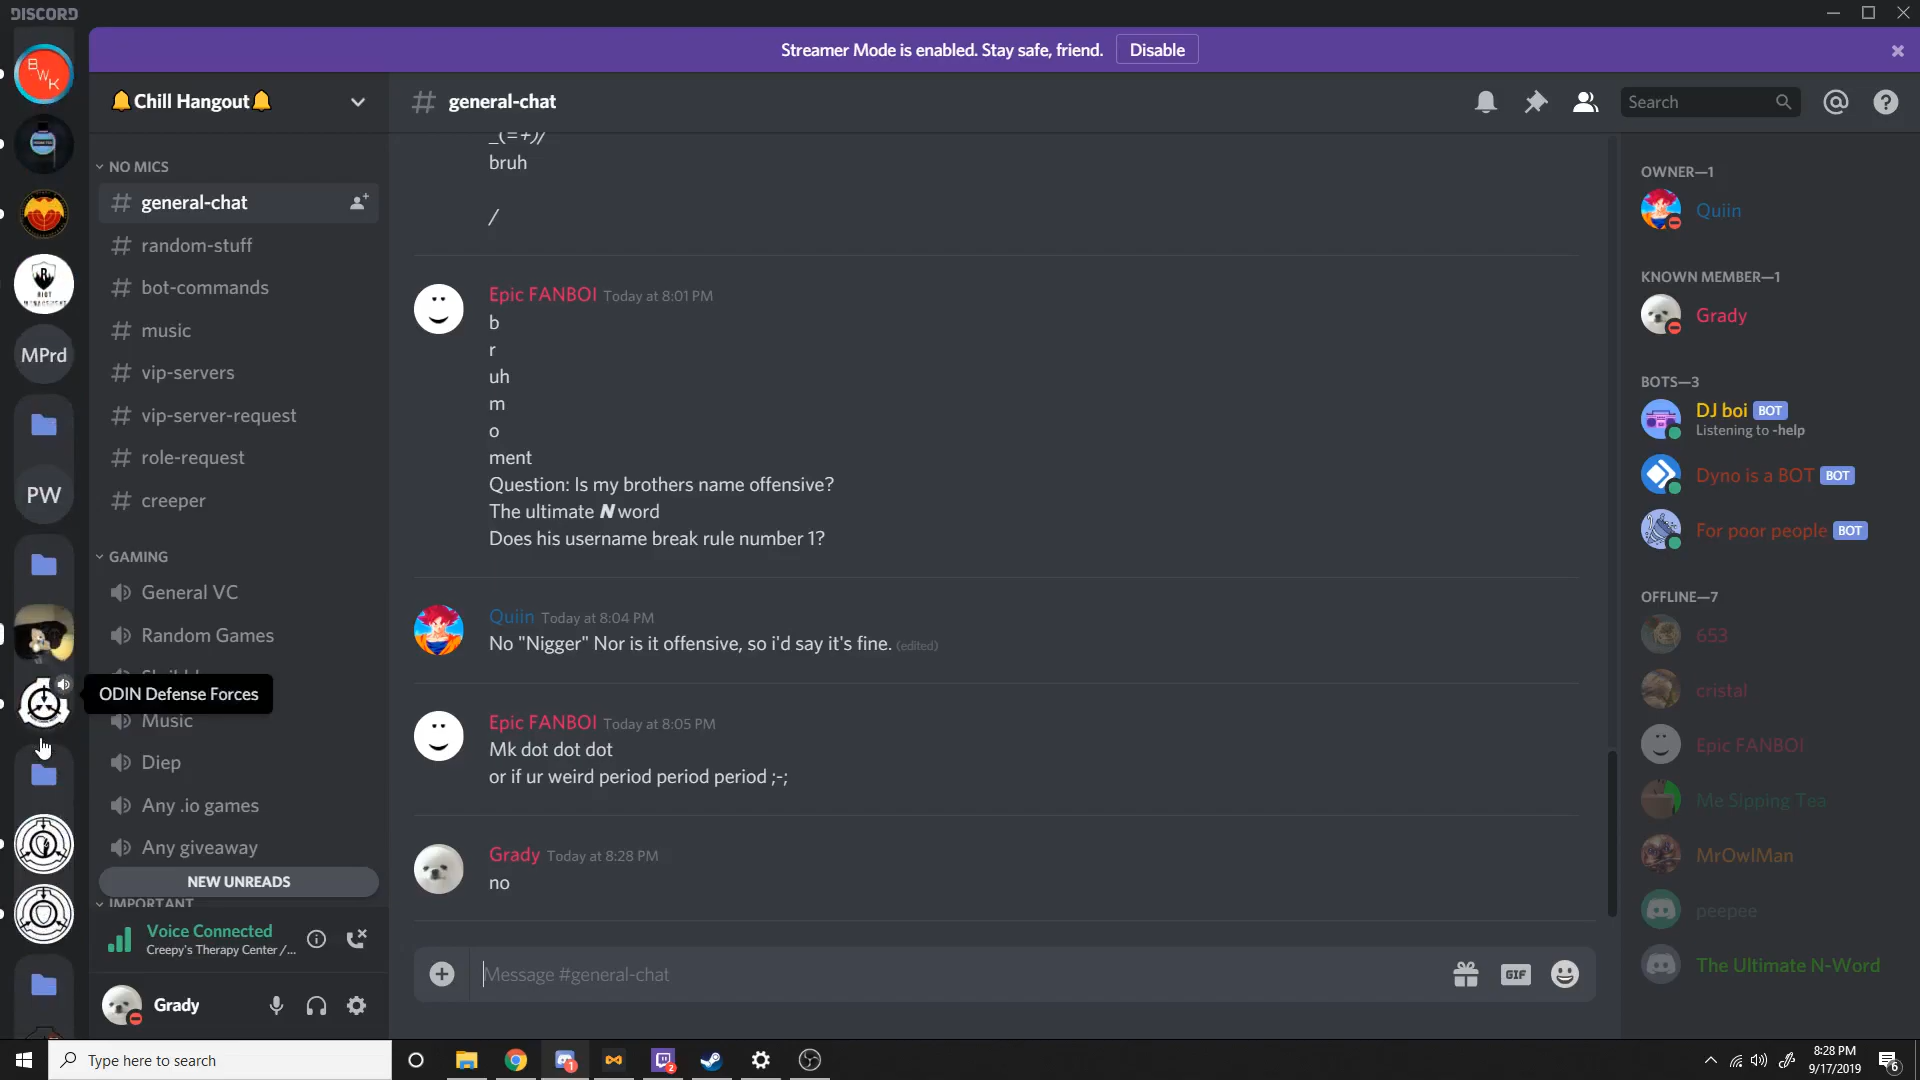 DISCORD
Streamer Mode is enabled. Stay safe, friend.
Disable
BWK
MPrd
PW
Chill Hangout
NO MICS
general-chat
random-stuff
bot-commands
music
vip-servers
vip-server-request
role-request
creeper
GAMING
General VC
Random Games
ODIN Defense Forces
Music
Diep
Any .io games
Any giveaway
NEW UNREADS
IMPORTANT
Voice Connected
Creepy's Therapy Center /...
Grady
# general-chat
Search
_(=+)/
bruh
/
Epic FANBOI Today at 8:01 PM
b
r
uh
m
o
ment
Question: Is my brothers name offensive?
The ultimate N word
Does his username break rule number 1?
Quiin Today at 8:04 PM
No "Nigger" Nor is it offensive, so i'd say it's fine. (edited)
Epic FANBOI Today at 8:05 PM
Mk dot dot dot
or if ur weird period period period ;-;
Grady Today at 8:28 PM
no
Message #general-chat
GIF
OWNER—1
Quiin
KNOWN MEMBER—1
Grady
BOTS—3
DJ boi BOT
Listening to -help
Dyno is a BOT BOT
For poor people BOT
OFFLINE—7
653
cristal
Epic FANBOI
Me Sipping Tea
MrOwlMan
peepee
The Ultimate N-Word
Type here to search
1
2
8:28 PM
9/17/2019
6